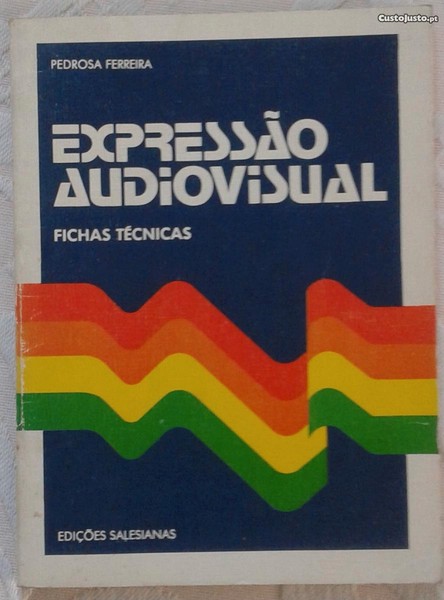 CustoJusto.pt
PEDROSA FERREIRA
EXPRESSÃO
AUDIOVISUAL
FICHAS TÉCNICAS
EDIÇÕES SALESIANAS